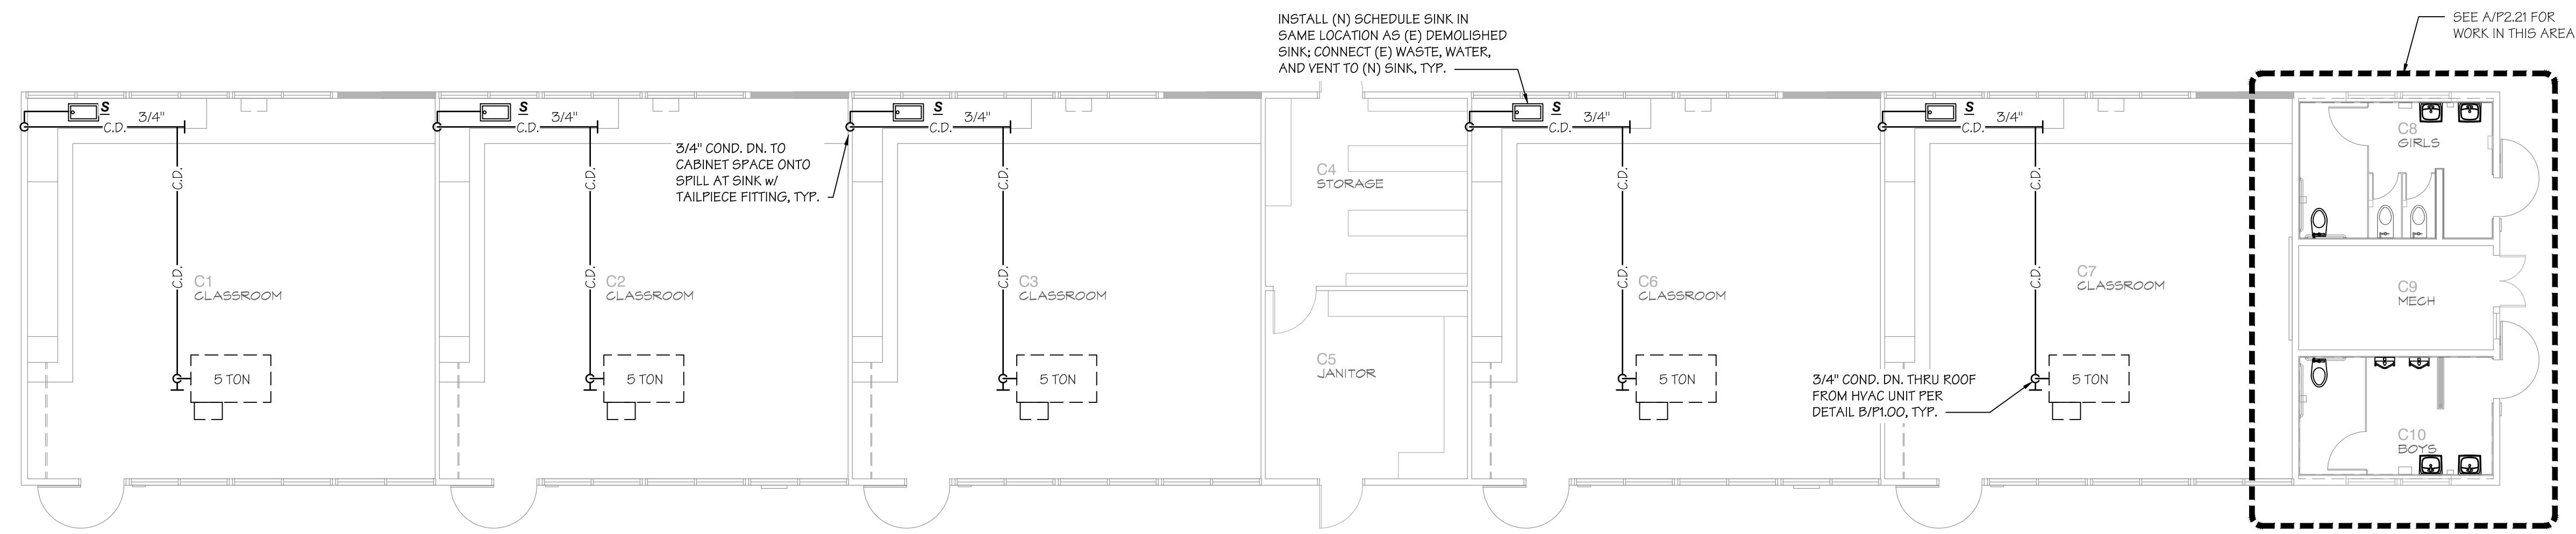 INSTALL (N) SCHEDULE SINK IN
SAME LOCATION AS (E) DEMOLISHED
SINK; CONNECT (E) WASTE, WATER,
AND VENT TO (N) SINK, TYP.
SEE A/P2.21 FOR
WORK IN THIS AREA
S
3/4"
C.D.
C.D.
C.D.
C1
CLASSROOM
5 TON
S
3/4"
C.D.
C.D.
C.D.
C2
CLASSROOM
5 TON
3/4" COND. DN. TO
CABINET SPACE ONTO
SPILL AT SINK w/
TAILPIECE FITTING, TYP.
S
3/4"
C.D.
C.D.
C.D.
C3
CLASSROOM
5 TON
C4
STORAGE
C5
JANITOR
S
3/4"
C.D.
C.D.
C.D.
C6
CLASSROOM
5 TON
S
3/4"
C.D.
C.D.
C.D.
C7
CLASSROOM
3/4" COND. DN. THRU ROOF
FROM HVAC UNIT PER
DETAIL B/P1.00, TYP.
5 TON
C8
GIRLS
C9
MECH
C10
BOYS